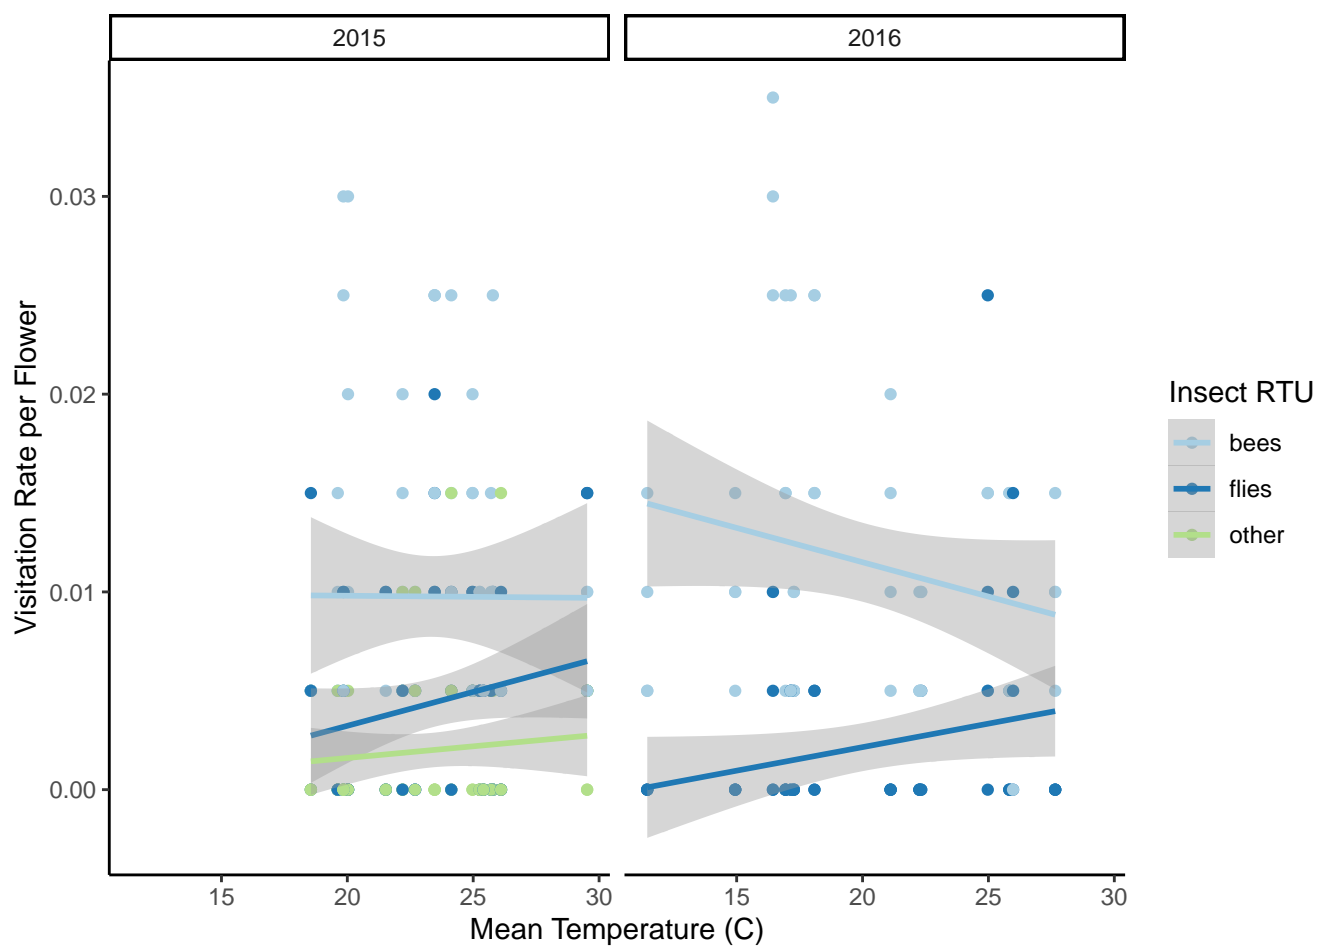 2015
2016
0.03
0.02
0.01
0.00
Visitation Rate per Flower
15
20
25
30
15
20
25
30
Mean Temperature (C)
Insect RTU
bees
flies
other